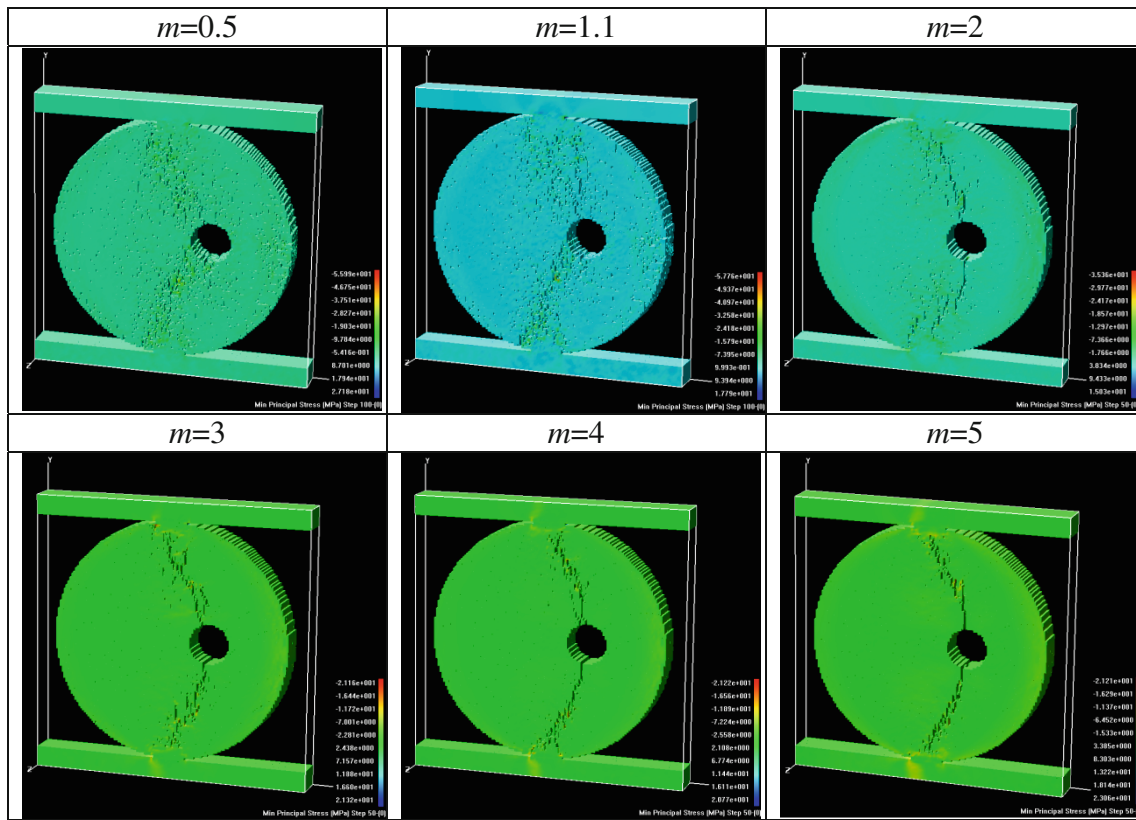 m=0.5
m=1.1
m=2
Y
-5.599e+001
-4.675e+001
-3.751e+001
-2.827e+001
-1.903e+001
-9.784e+000
-5.416e-001
8.701e+000
1.794e+001
2.718e+001
Z
Min Principal Stress (MPa) Step 100-(0)
Y
-5.776e+001
-4.937e+001
-4.097e+001
-3.258e+001
-2.418e+001
-1.579e+001
-7.395e+000
9.993e-001
9.394e+000
1.779e+001
Z
Min Principal Stress (MPa) Step 100-(0)
Y
-3.536e+001
-2.977e+001
-2.417e+001
-1.857e+001
-1.297e+001
-7.366e+000
-1.766e+000
3.834e+000
9.433e+000
1.503e+001
Z
Min Principal Stress (MPa) Step 50-(0)
m=3
m=4
m=5
Y
-2.116e+001
-1.644e+001
-1.172e+001
-7.001e+000
-2.281e+000
2.438e+000
7.157e+000
1.188e+001
1.660e+001
2.132e+001
Z
Min Principal Stress (MPa) Step 50-(0)
Y
-2.122e+001
-1.656e+001
-1.189e+001
-7.224e+000
-2.558e+000
2.108e+000
6.774e+000
1.144e+001
1.611e+001
2.077e+001
Z
Min Principal Stress (MPa) Step 50-(0)
Y
-2.121e+001
-1.629e+001
-1.137e+001
-6.452e+000
-1.533e+000
3.385e+000
8.303e+000
1.322e+001
1.814e+001
2.306e+001
Z
Min Principal Stress (MPa) Step 50-(0)